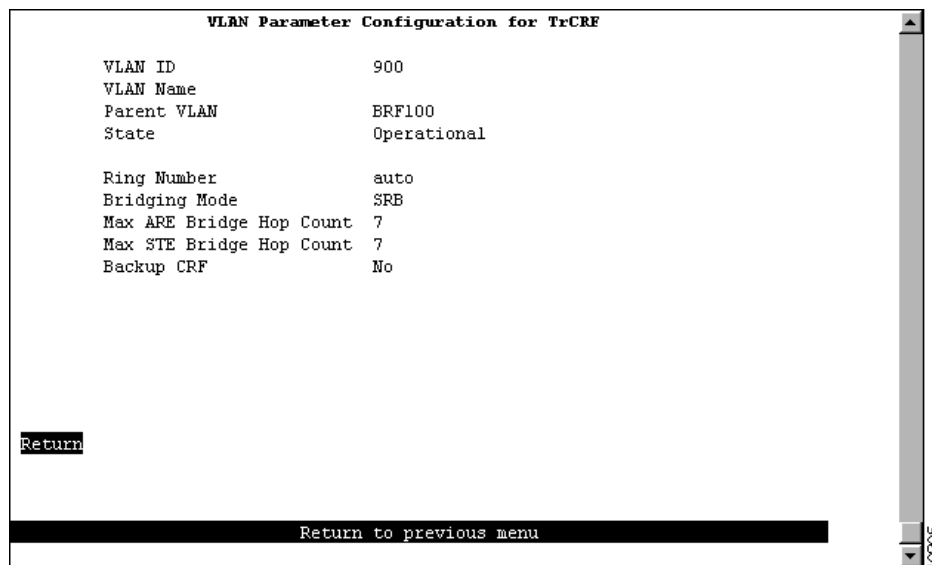 VLAN Parameter Configuration for TrCRF
VLAN ID 900
VLAN Name
Parent VLAN BRF100
State Operational
Ring Number auto
Bridging Mode SRB
Max ARE Bridge Hop Count 7
Max STE Bridge Hop Count 7
Backup CRF No
Return
Return to previous menu